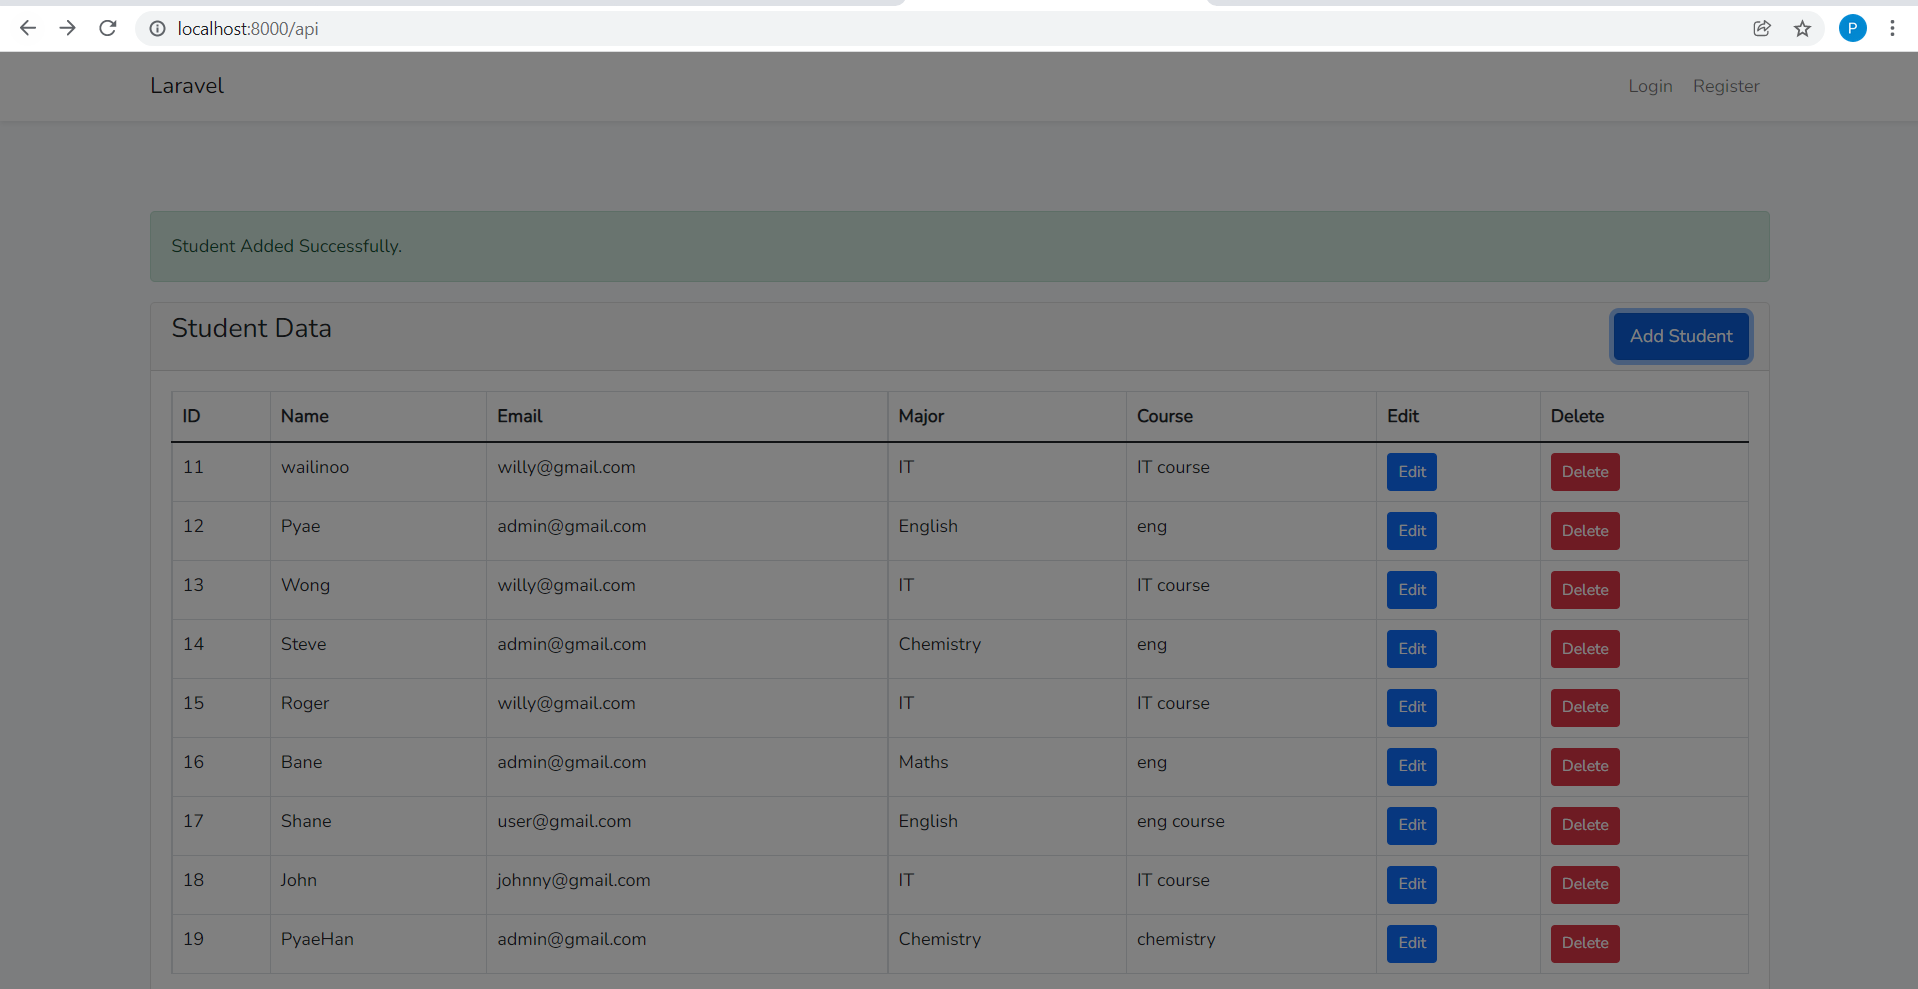 localhost:8000/api
P
Laravel
Login Register
Student Added Successfully.
Student Data
Add Student
ID Name Email Major Course Edit Delete
11 wailinoo willy@gmail.com IT IT course Edit Delete
12 Pyae admin@gmail.com English eng Edit Delete
13 Wong willy@gmail.com IT IT course Edit Delete
14 Steve admin@gmail.com Chemistry eng Edit Delete
15 Roger willy@gmail.com IT IT course Edit Delete
16 Bane admin@gmail.com Maths eng Edit Delete
17 Shane user@gmail.com English eng course Edit Delete
18 John johnny@gmail.com IT IT course Edit Delete
19 PyaeHan admin@gmail.com Chemistry chemistry Edit Delete